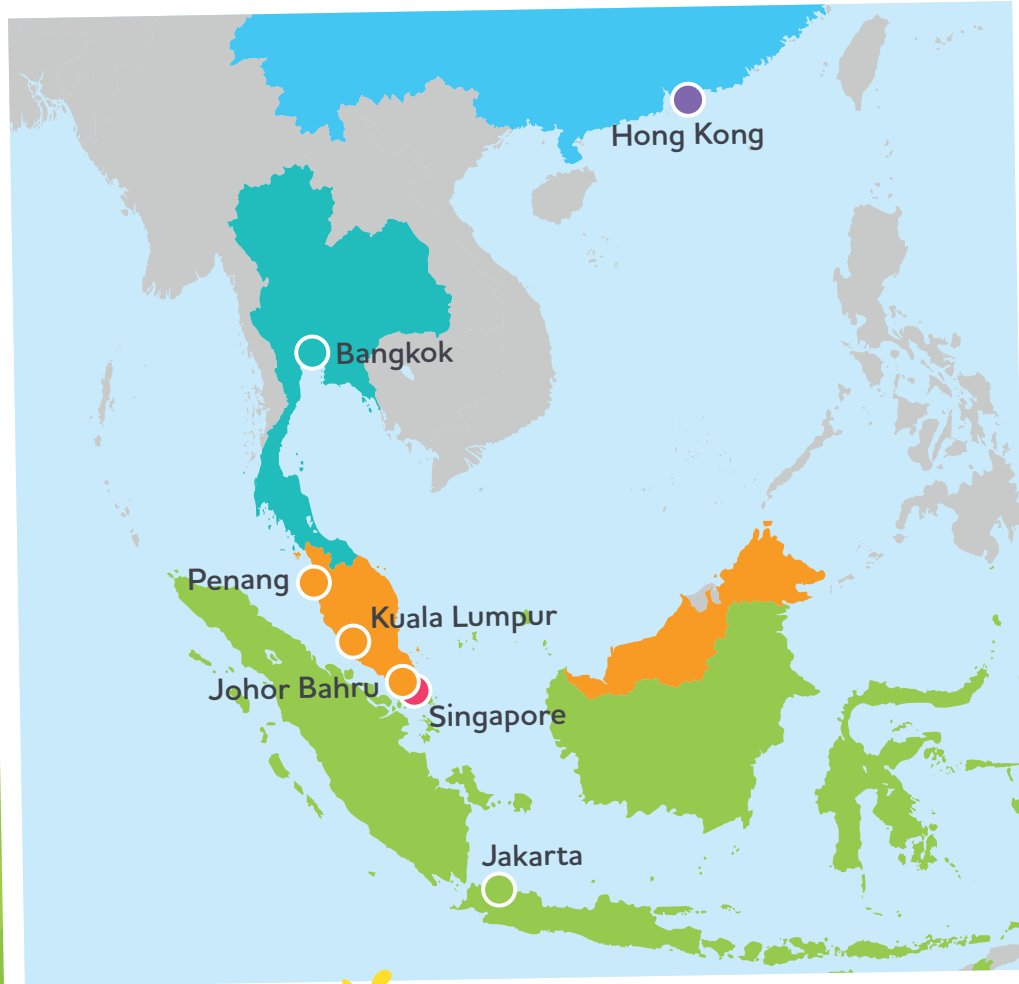 Hong Kong
Bangkok
Penang
Kuala Lumpur
Johor Bahru
Singapore
Jakarta